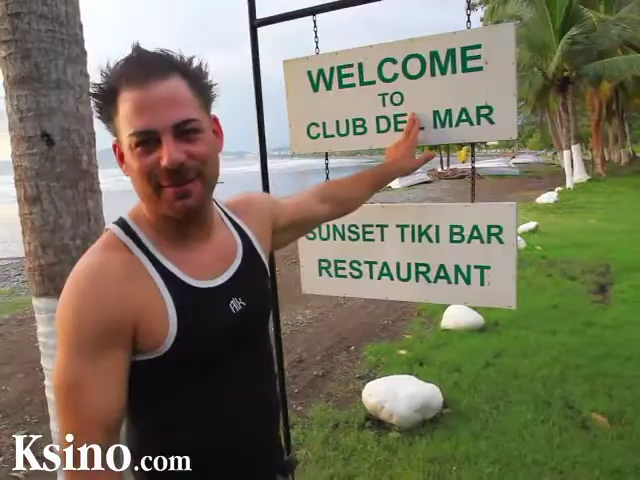 WELCOME
TO
CLUB DEL MAR
SUNSET TIKI BAR
RESTAURANT
Ksino.com